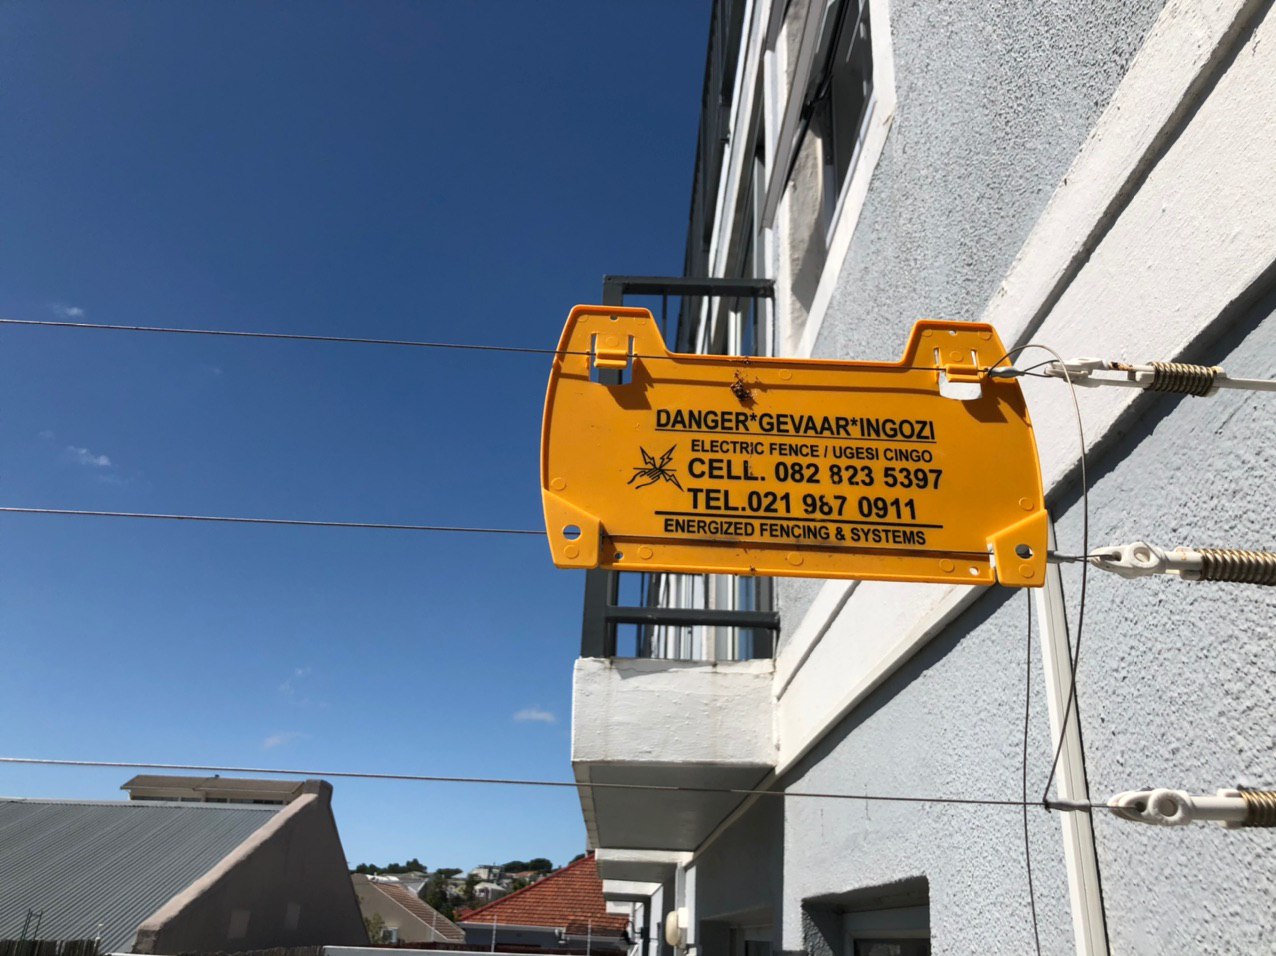 DANGER*GEVAAR*INGOZI
ELECTRIC FENCE / UGESI CINGO
CELL. 082 823 5397
TEL.021 987 0911
ENERGIZED FENCING & SYSTEMS